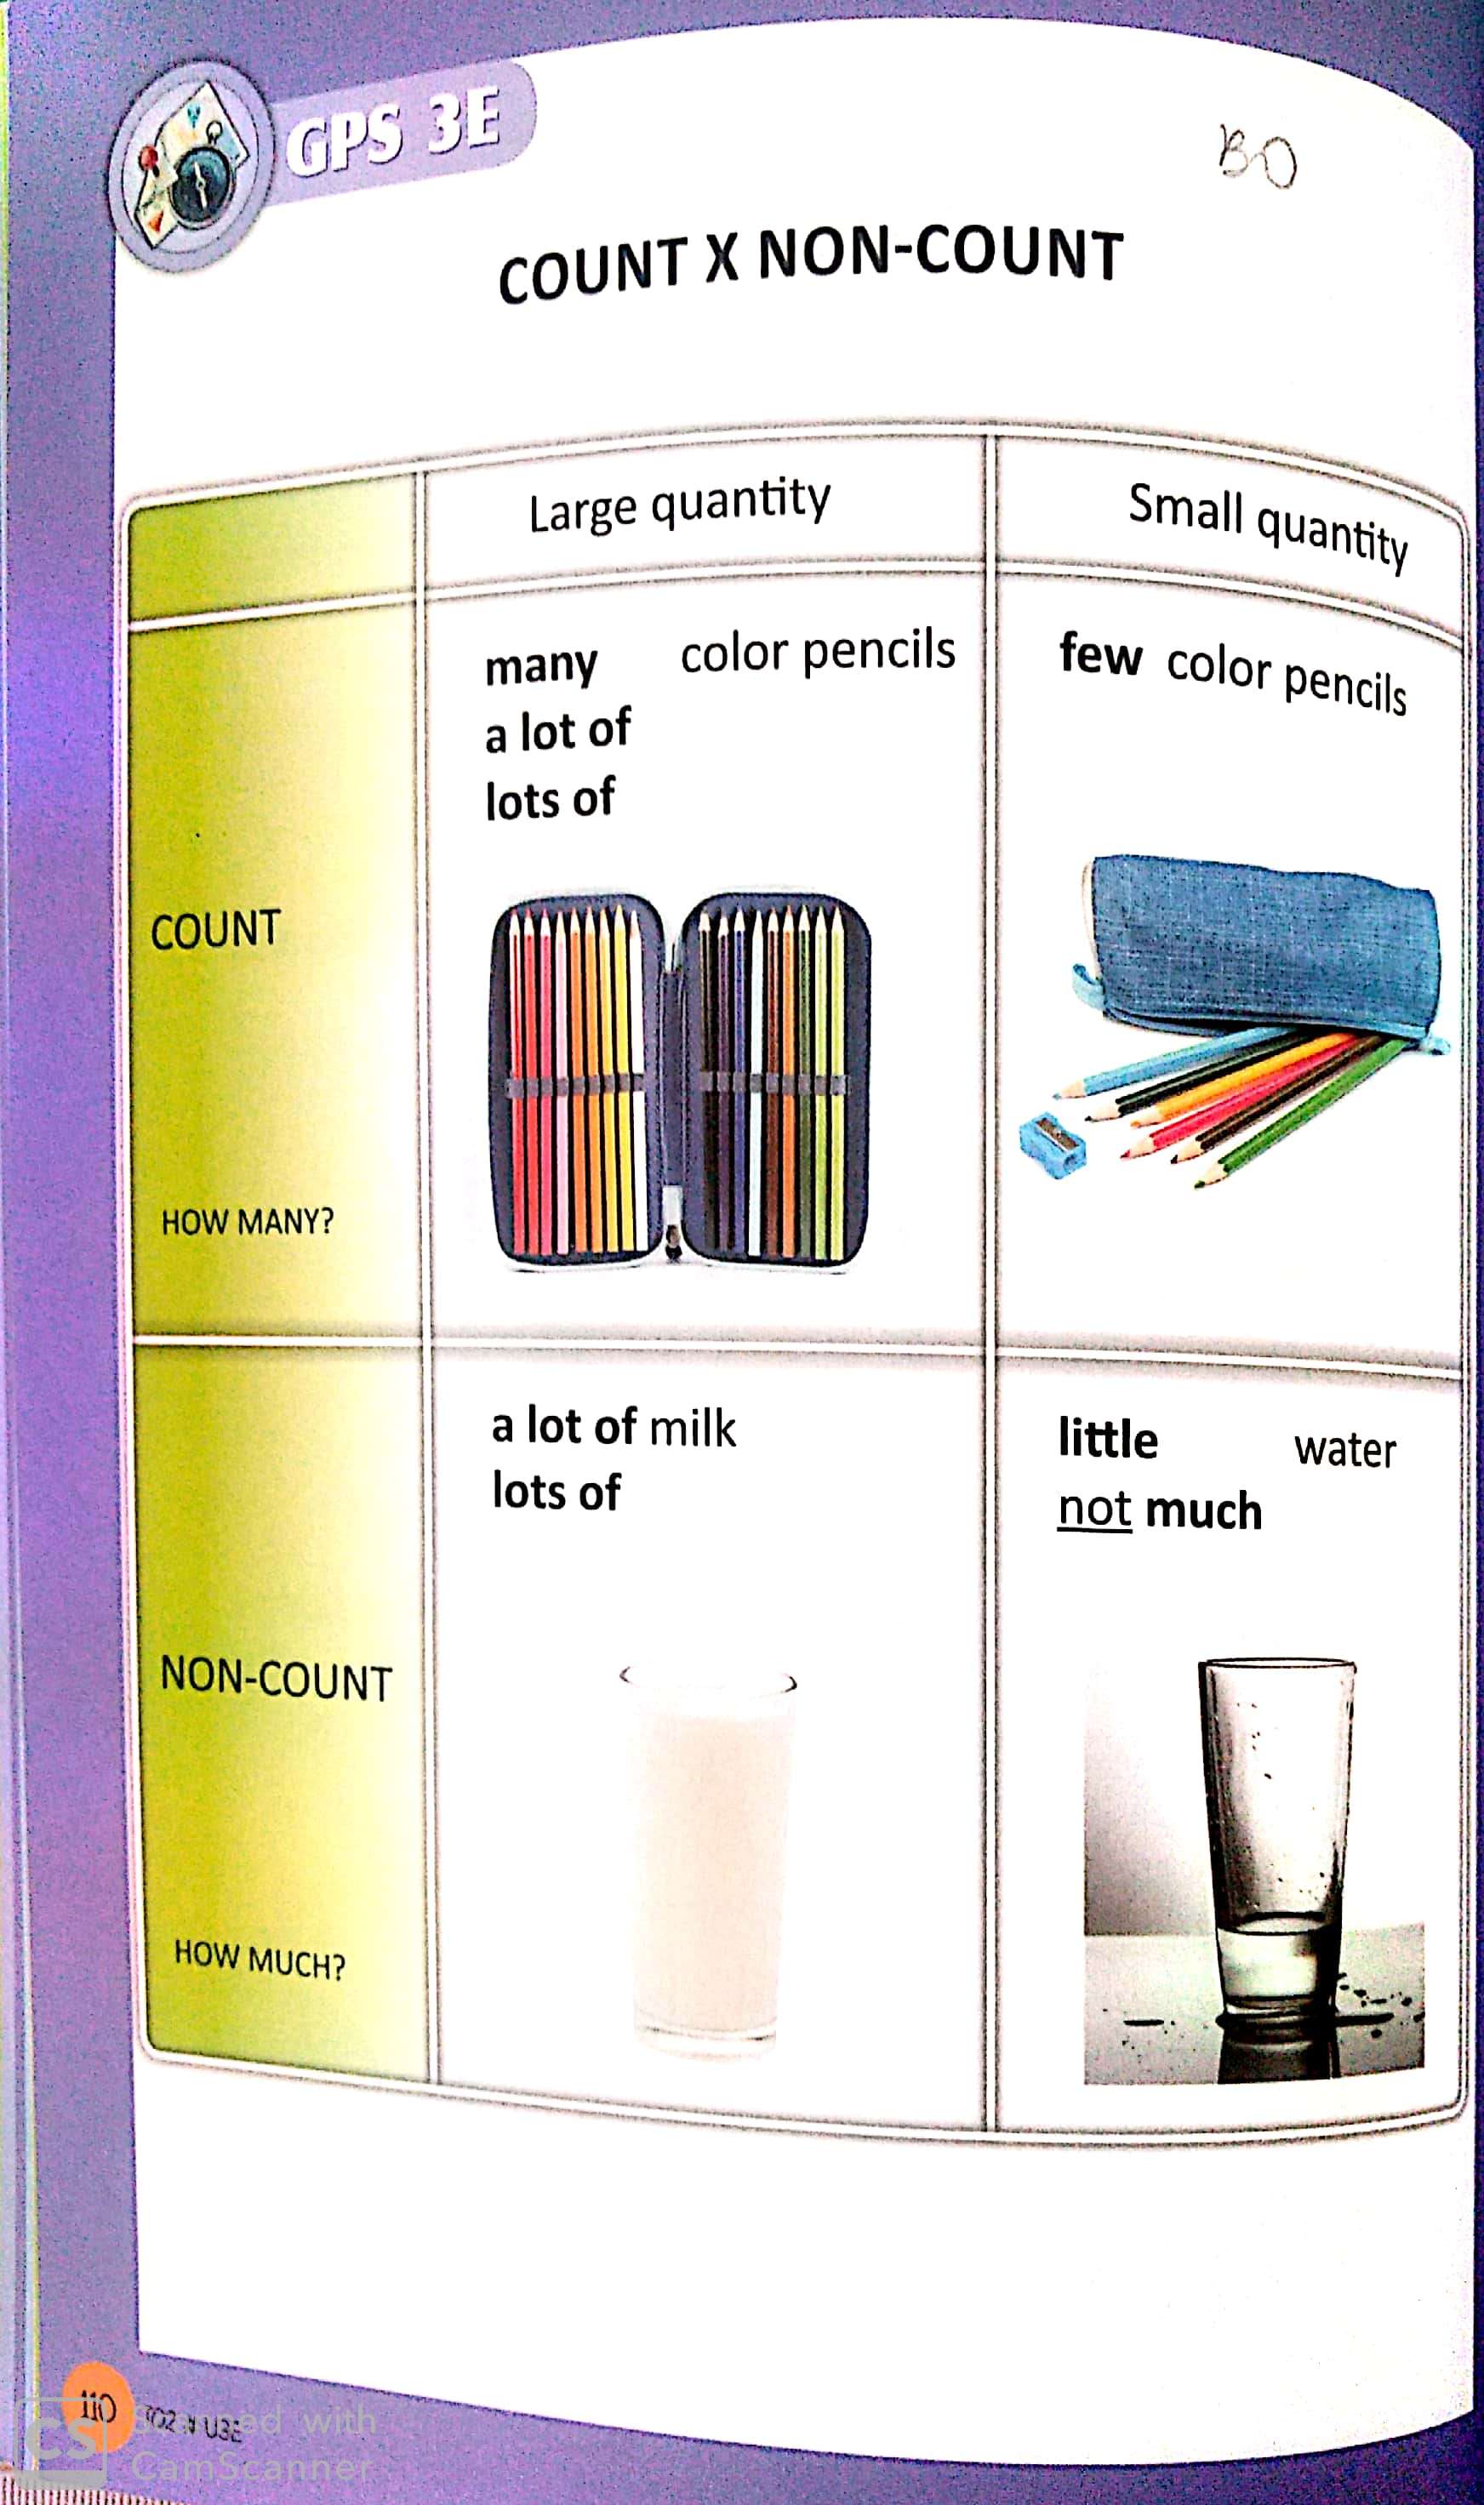 GPS 3E
BO
COUNT X NON-COUNT
Large quantity
Small quantity
many color pencils
a lot of
lots of
few color pencils
COUNT
HOW MANY?
a lot of milk
lots of
little water
not much
NON-COUNT
HOW MUCH?
110
U3E
CS
Scanned with
CamScanner